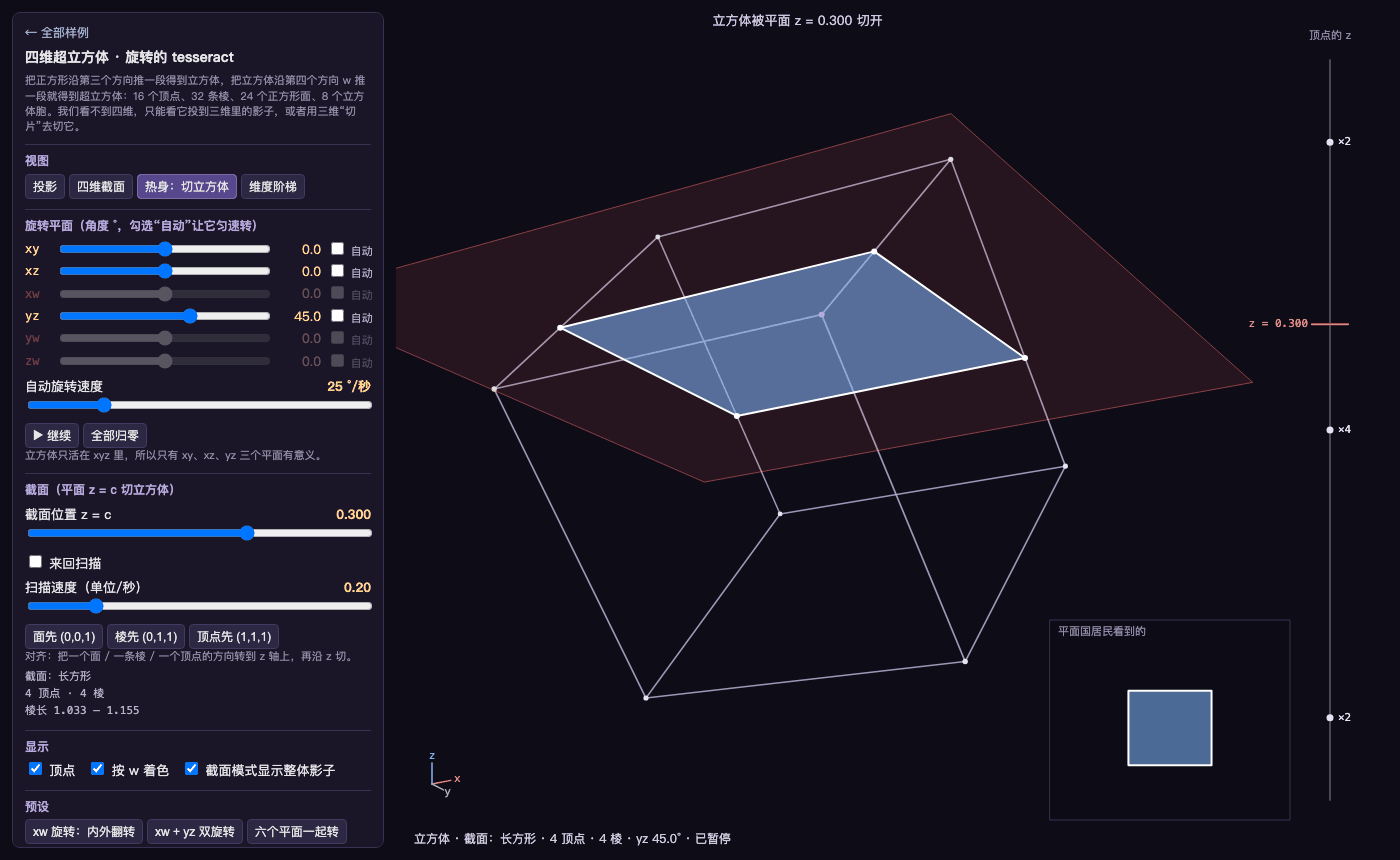 ← 全部样例
四维超立方体 · 旋转的 tesseract
把正方形沿第三个方向推一段得到立方体，把立方体沿第四个方向 w 推
一段就得到超立方体：16 个顶点、32 条棱、24 个正方形面、8 个立方
体胞。我们看不到四维，只能看它投到三维里的影子，或者用三维“切
片”去切它。
视图
投影 四维截面 热身：切立方体 维度阶梯
旋转平面（角度 °，勾选“自动”让它匀速转）
xy 0.0 自动
xz 0.0 自动
xw 0.0 自动
yz 45.0 自动
yw 0.0 自动
zw 0.0 自动
自动旋转速度 25 °/秒
▶ 继续 全部归零
立方体只活在 xyz 里，所以只有 xy、xz、yz 三个平面有意义。
截面（平面 z = c 切立方体）
截面位置 z = c 0.300
来回扫描
扫描速度（单位/秒） 0.20
面先 (0,0,1) 棱先 (0,1,1) 顶点先 (1,1,1)
对齐：把一个面 / 一条棱 / 一个顶点的方向转到 z 轴上，再沿 z 切。
截面：长方形
4 顶点 · 4 棱
棱长 1.033 – 1.155
显示
顶点 按 w 着色 截面模式显示整体影子
预设
xw 旋转：内外翻转 xw + yz 双旋转 六个平面一起转
立方体被平面 z = 0.300 切开
顶点的 z
×2
z = 0.300
×4
×2
平面国居民看到的
z
x
y
立方体 · 截面：长方形 · 4 顶点 · 4 棱 · yz 45.0° · 已暂停